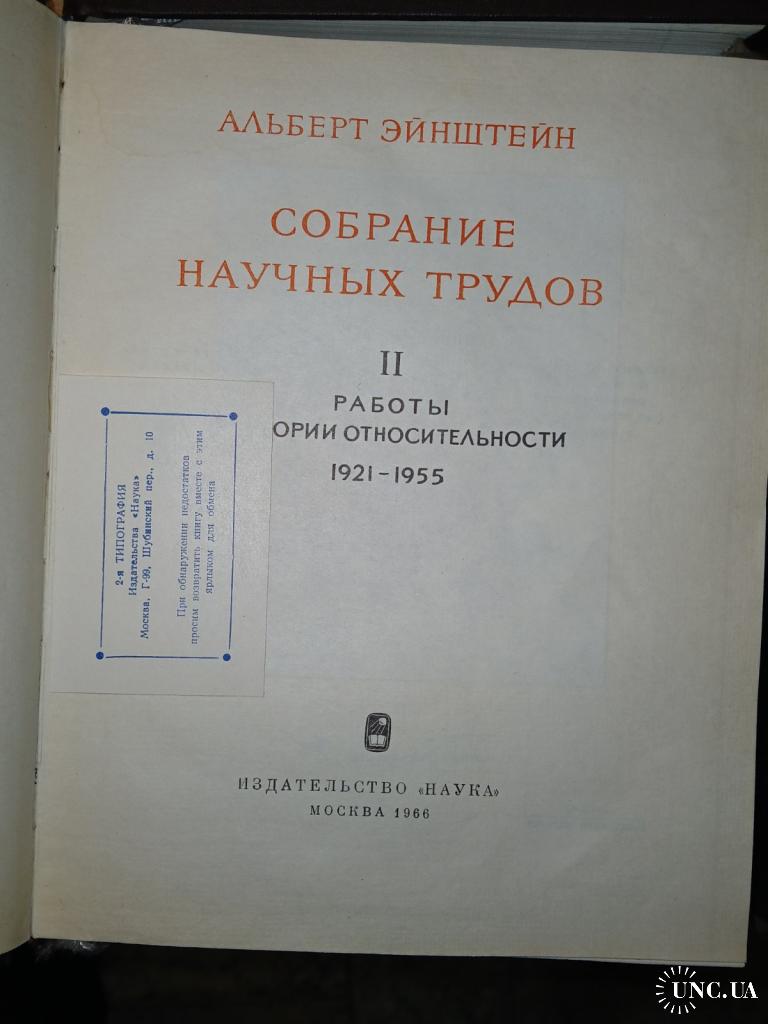 АЛЬБЕРТ ЭЙНШТЕЙН
СОБРАНИЕ
НАУЧНЫХ ТРУДОВ
II
РАБОТЫ
ОРИИ ОТНОСИТЕЛЬНОСТИ
1921-1955
2-я ТИПОГРАФИЯ
Издательства «Наука»
Москва, Г-99, Шубинский пер., д. 10
При обнаружении недостатков
просим возвратить книгу вместе с этим
ярлыком для обмена
ИЗДАТЕЛЬСТВО «НАУКА»
МОСКВА 1966
UNC.UA